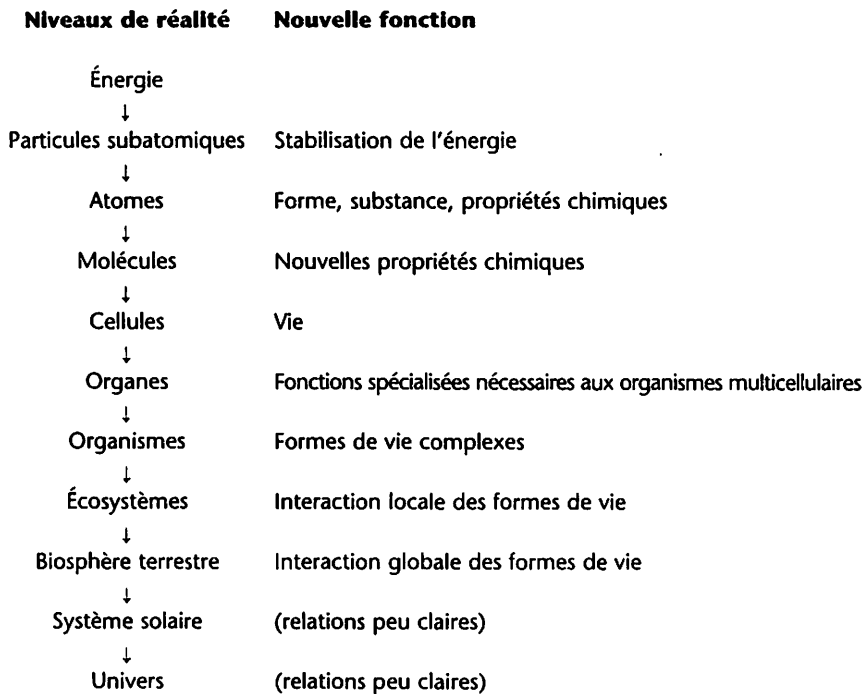 Niveaux de réalité Nouvelle fonction
Énergie
↓
Particules subatomiques Stabilisation de l'énergie
↓
Atomes Forme, substance, propriétés chimiques
↓
Molécules Nouvelles propriétés chimiques
↓
Cellules Vie
↓
Organes Fonctions spécialisées nécessaires aux organismes multicellulaires
↓
Organismes Formes de vie complexes
↓
Écosystèmes Interaction locale des formes de vie
↓
Biosphère terrestre Interaction globale des formes de vie
↓
Système solaire (relations peu claires)
↓
Univers (relations peu claires)